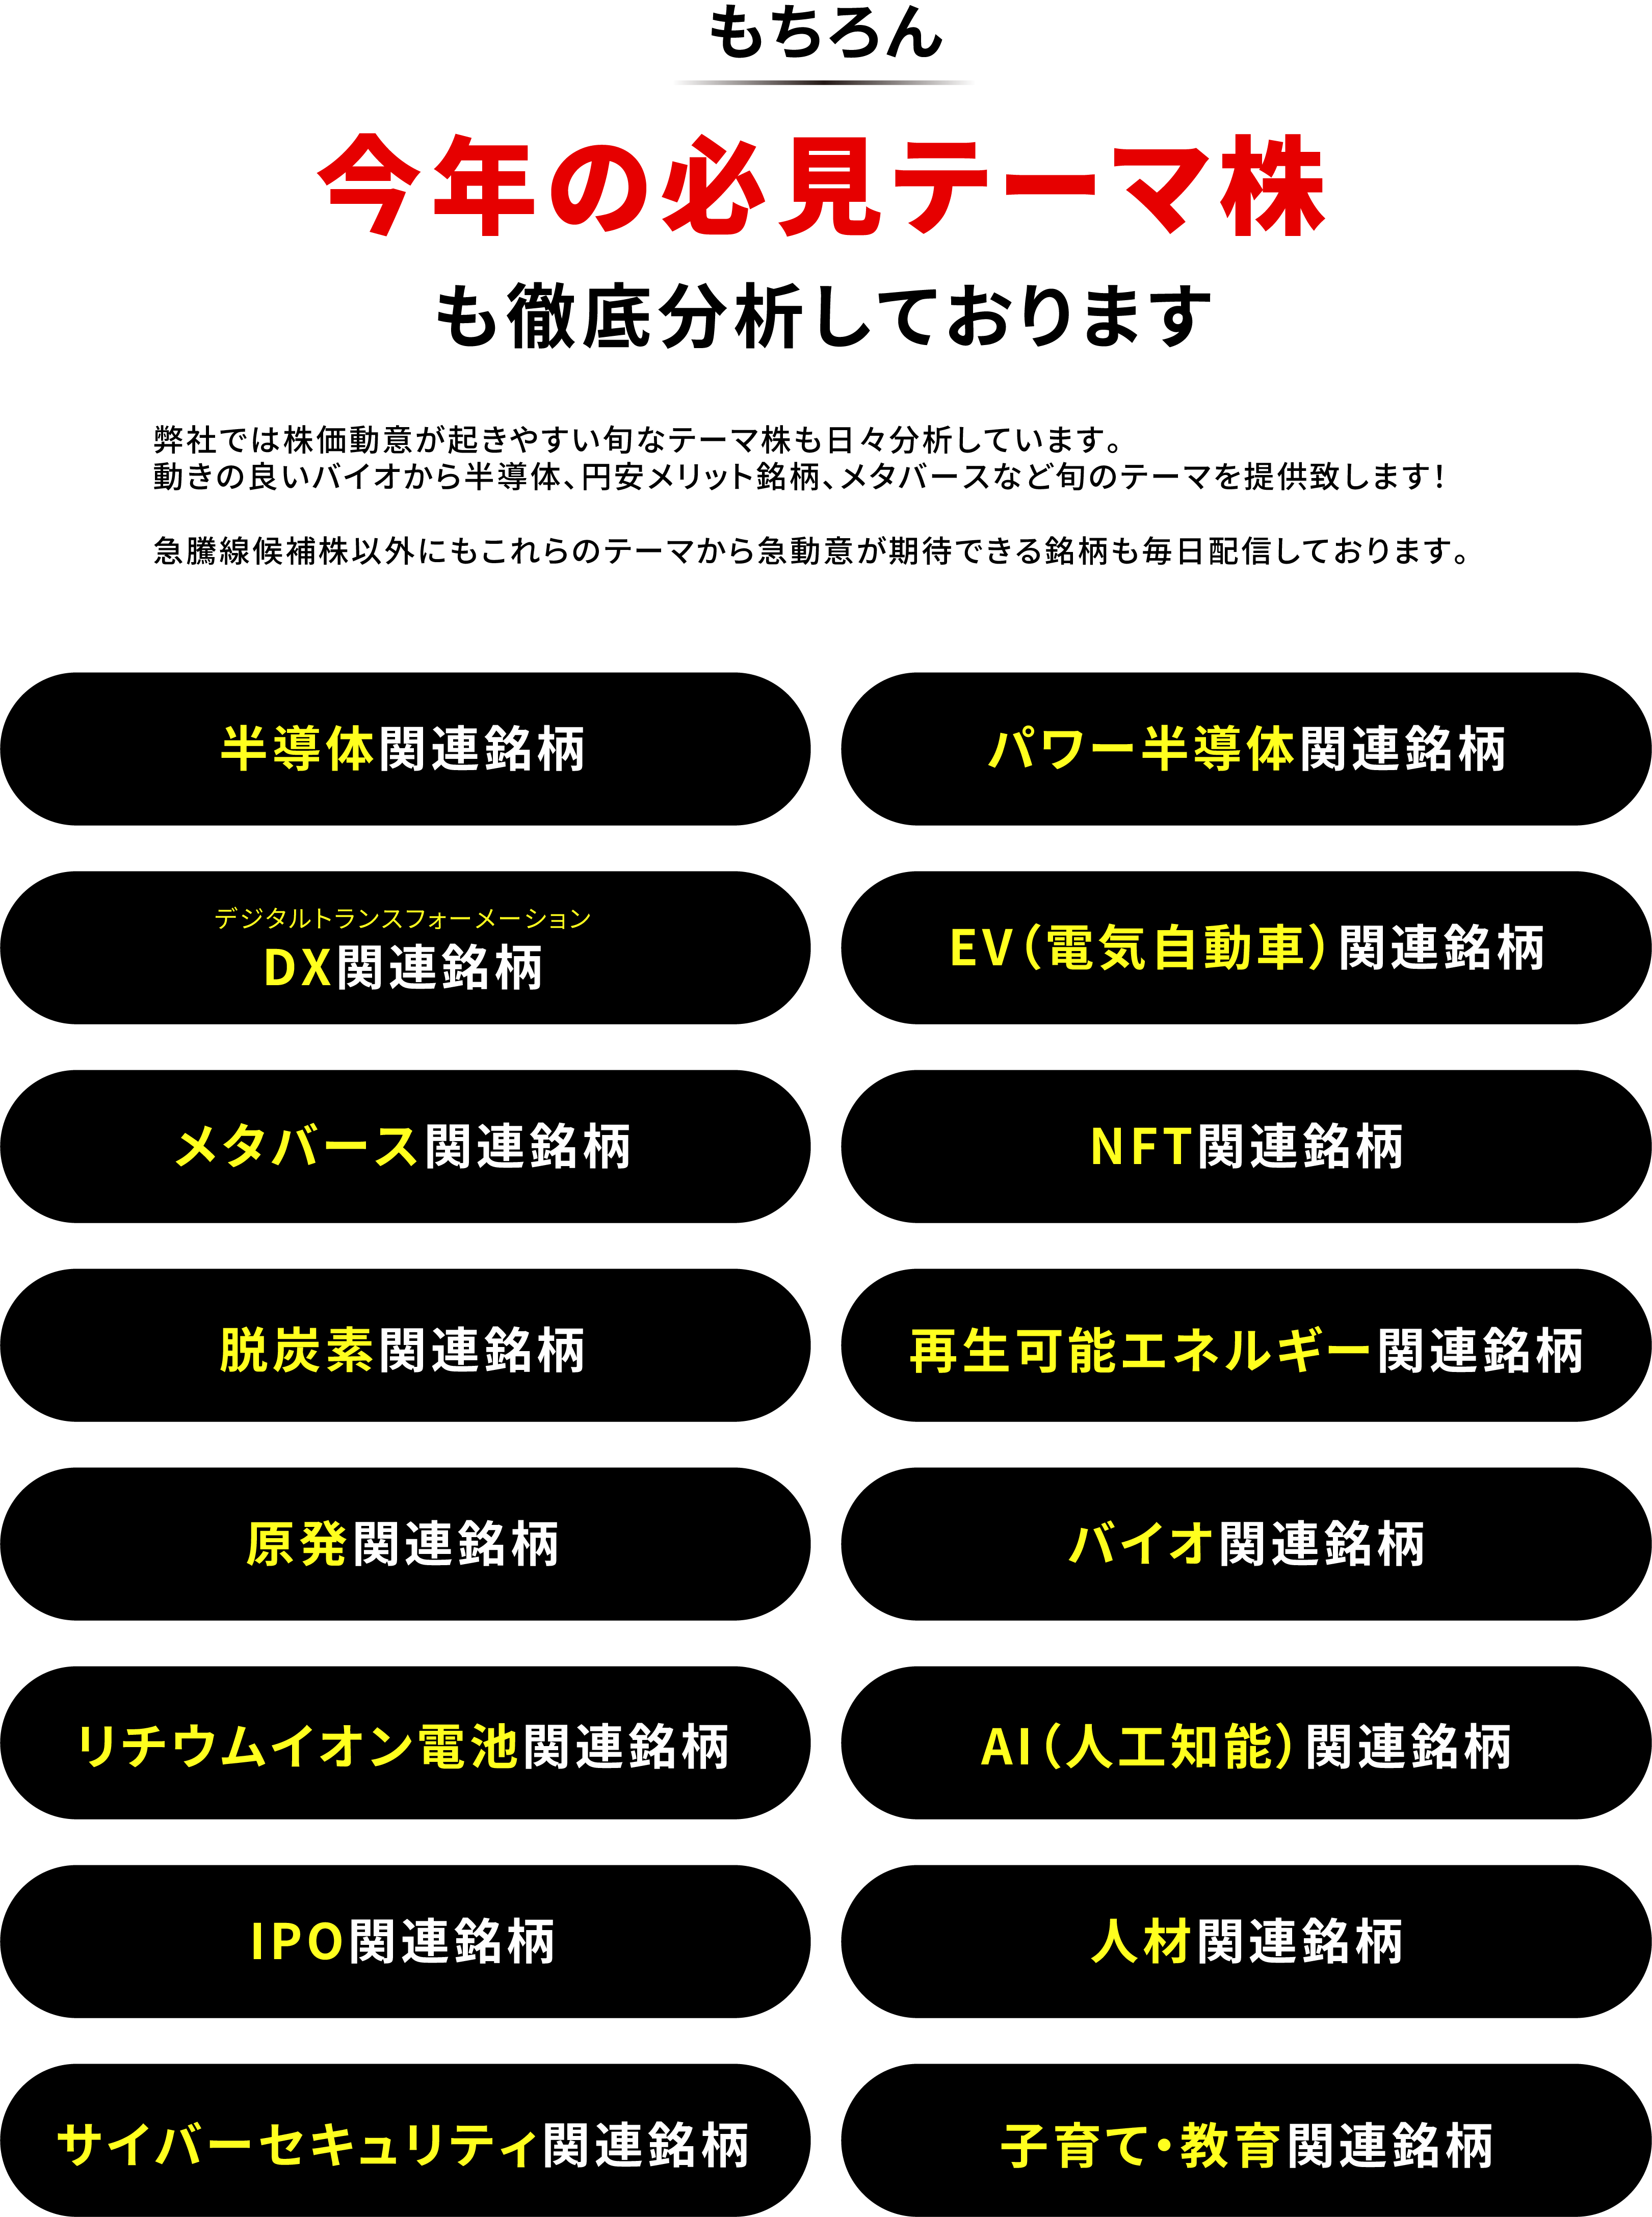 もちろん
今年の必見テーマ株
も徹底分析しております
弊社では株価動意が起きやすい旬なテーマ株も日々分析しています。
動きの良いバイオから半導体、円安メリット銘柄、メタバースなど旬のテーマを提供致します！
急騰線候補株以外にもこれらのテーマから急動意が期待できる銘柄も毎日配信しております。
半導体関連銘柄
パワー半導体関連銘柄
デジタルトランスフォーメーション
DX関連銘柄
EV（電気自動車）関連銘柄
メタバース関連銘柄
NFT関連銘柄
脱炭素関連銘柄
再生可能エネルギー関連銘柄
原発関連銘柄
バイオ関連銘柄
リチウムイオン電池関連銘柄
AI（人工知能）関連銘柄
IPO関連銘柄
人材関連銘柄
サイバーセキュリティ関連銘柄
子育て・教育関連銘柄